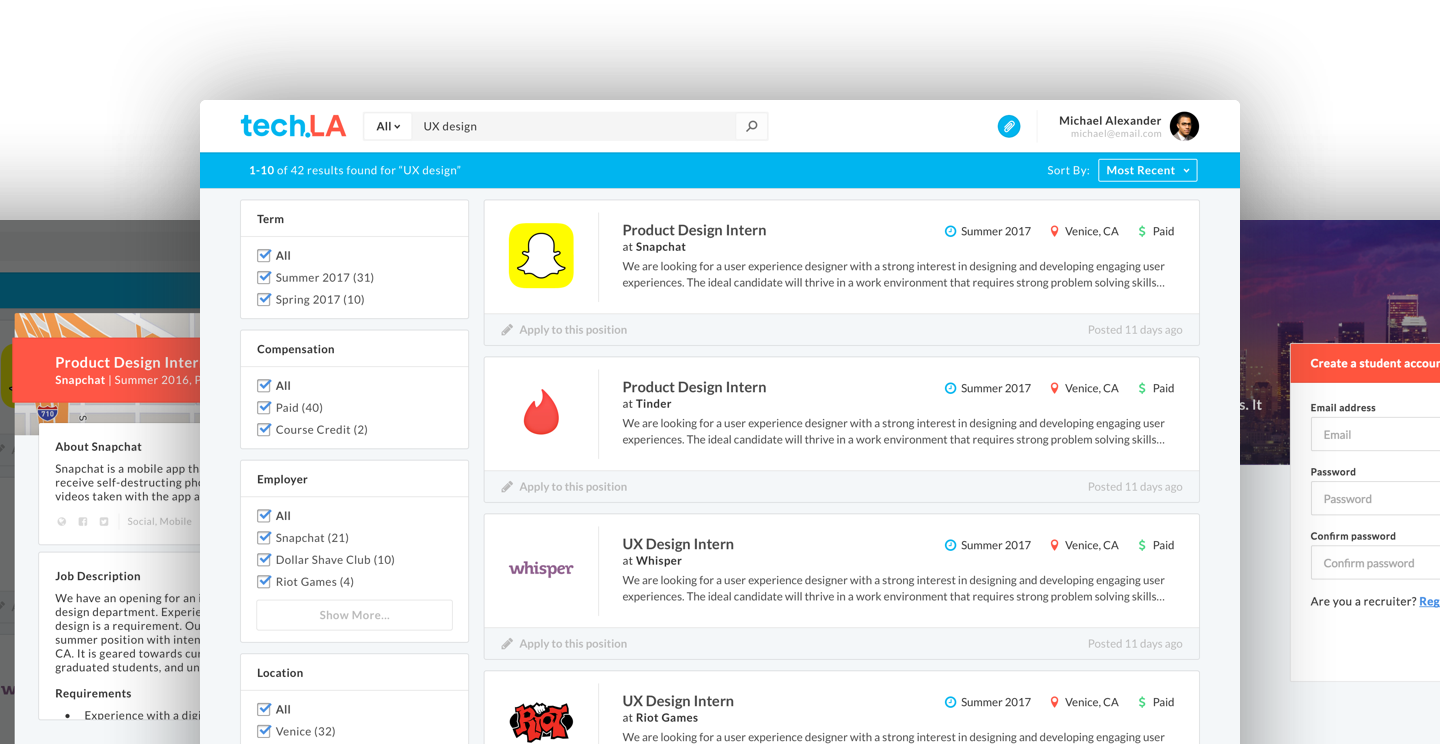 tech.LA
All
UX design
Michael Alexander
michael@email.com
1-10 of 42 results found for “UX design”
Sort By:
Most Recent
Term
All
Summer 2017 (31)
Spring 2017 (10)
Compensation
All
Paid (40)
Course Credit (2)
Employer
All
Snapchat (21)
Dollar Shave Club (10)
Riot Games (4)
Show More...
Location
All
Venice (32)
Product Design Intern
at Snapchat
Summer 2017
Venice, CA
$ Paid
We are looking for a user experience designer with a strong interest in designing and developing engaging user
experiences. The ideal candidate will thrive in a work environment that requires strong problem solving skills...
Apply to this position
Posted 11 days ago
Product Design Intern
at Tinder
Summer 2017
Venice, CA
$ Paid
We are looking for a user experience designer with a strong interest in designing and developing engaging user
experiences. The ideal candidate will thrive in a work environment that requires strong problem solving skills...
Apply to this position
Posted 11 days ago
whisper
UX Design Intern
at Whisper
Summer 2017
Venice, CA
$ Paid
We are looking for a user experience designer with a strong interest in designing and developing engaging user
experiences. The ideal candidate will thrive in a work environment that requires strong problem solving skills...
Apply to this position
Posted 11 days ago
RIOT
UX Design Intern
at Riot Games
Summer 2017
Venice, CA
$ Paid
We are looking for a user experience designer with a strong interest in designing and developing engaging user
Product Design Inter
Snapchat | Summer 2016, P
710
S
About Snapchat
Snapchat is a mobile app th
receive self-destructing pho
videos taken with the app a
Social, Mobile
Job Description
We have an opening for an i
design department. Experie
design is a requirement. Ou
summer position with inten
CA. It is geared towards cur
graduated students, and un
Requirements
• Experience with a digi
s. It
Create a student accoun
Email address
Email
Password
Password
Confirm password
Confirm password
Are you a recruiter? Reg